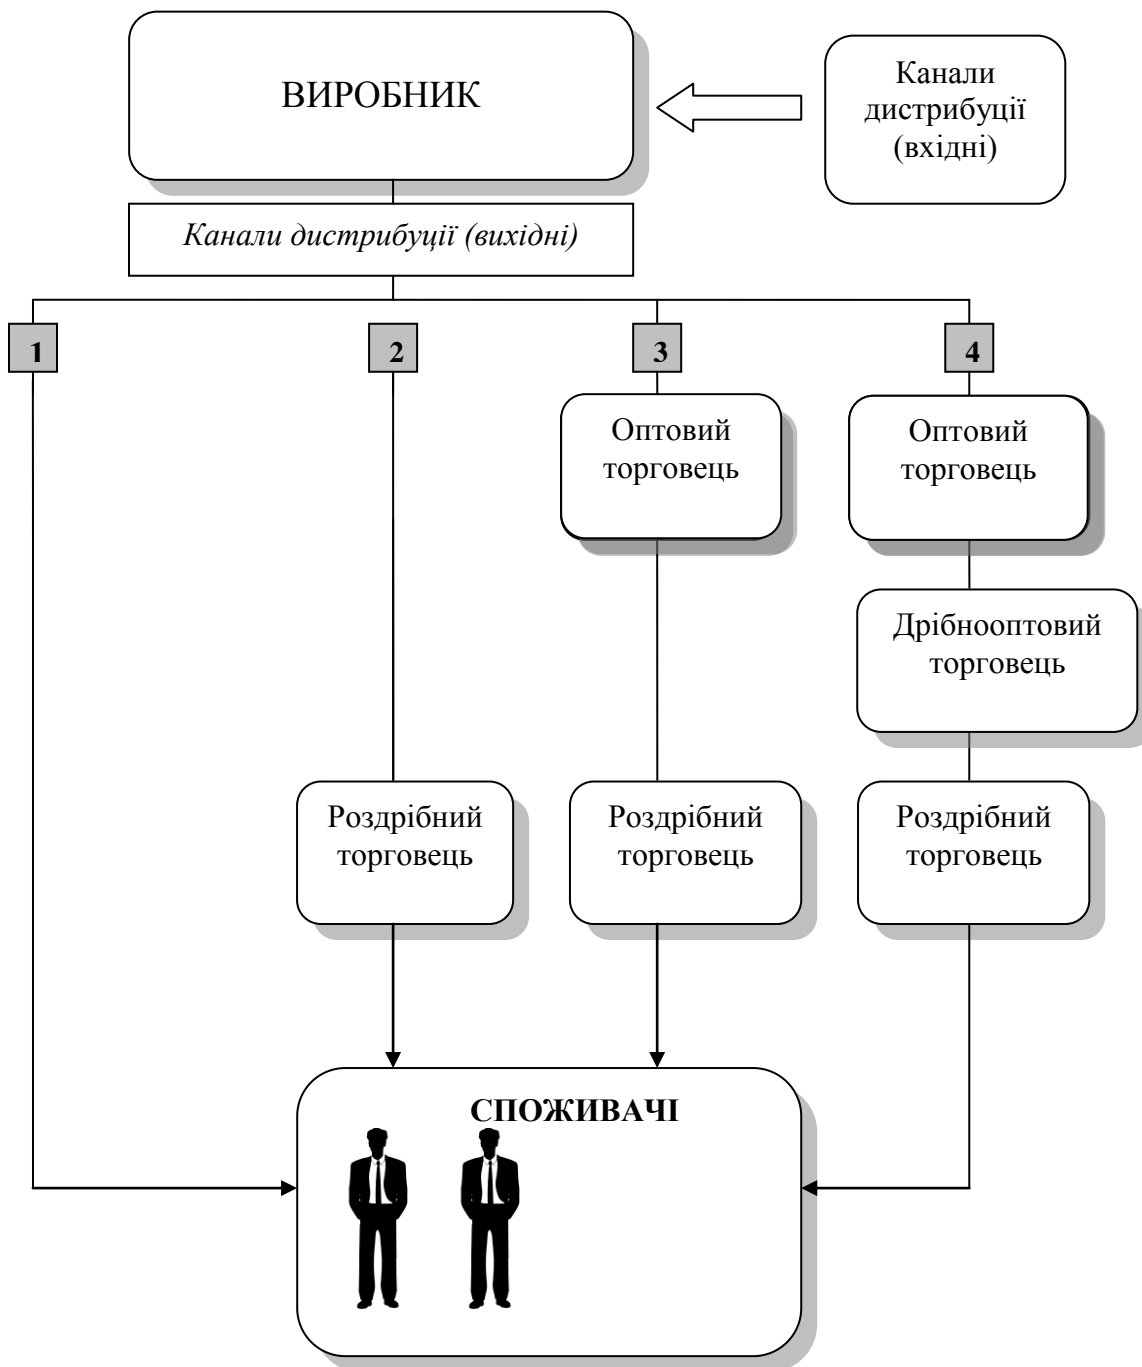 ВИРОБНИК
Канали
дистрибуції
(вхідні)
Канали дистрибуції (вихідні)
1
2
3
4
Оптовий
торговець
Оптовий
торговець
Дрібнооптовий
торговець
Роздрібний
торговець
Роздрібний
торговець
Роздрібний
торговець
СПОЖИВАЧІ